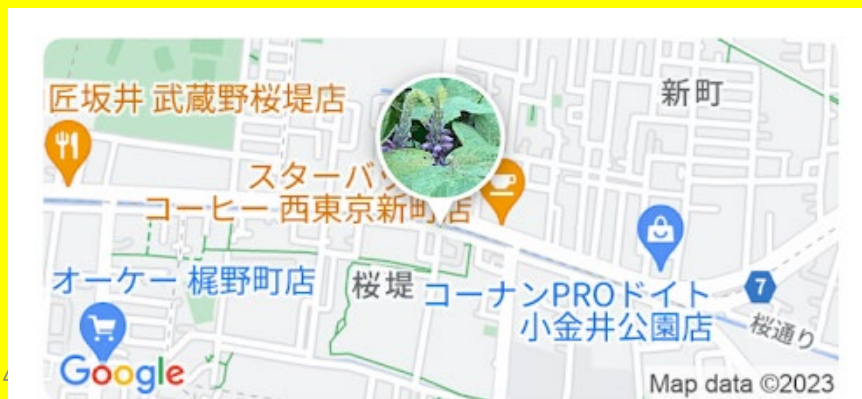 匠坂井 武蔵野桜堤店
新町
スターバッ
コーヒー 西東京新町店
オーケー 梶野町店
桜堤
コーナンPROドイト
小金井公園店
7
桜通り
Google
Map data ©2023